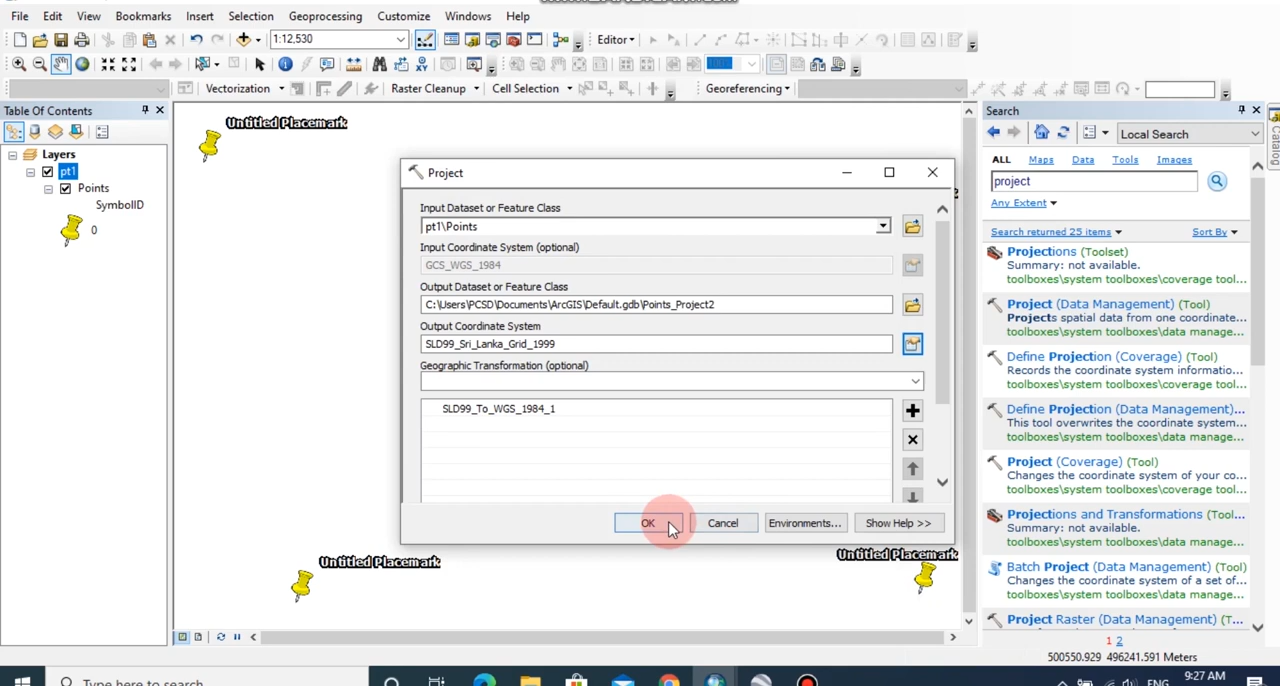 File Edit View Bookmarks Insert Selection Geoprocessing Customize Windows Help
1:12,530 Editor
Vectorization Raster Cleanup Cell Selection Georeferencing
Table Of Contents
Layers
pt1
Points
SymbolID
0
Untitled Placemark
Project
Input Dataset or Feature Class
pt1\Points
Input Coordinate System (optional)
GCS_WGS_1984
Output Dataset or Feature Class
C:\Users\PCSD\Documents\ArcGIS\Default.gdb\Points_Project2
Output Coordinate System
SLD99_Sri_Lanka_Grid_1999
Geographic Transformation (optional)
SLD99_To_WGS_1984_1
OK Cancel Environments... Show Help >>
Untitled Placemark
Untitled Placemark
Search
Catalog
Local Search
ALL Maps Data Tools Images
project
Any Extent
Search returned 25 items Sort By
Projections (Toolset)
Summary: not available.
toolboxes\system toolboxes\coverage tool...
Project (Data Management) (Tool)
Projects spatial data from one coordinate...
toolboxes\system toolboxes\data manage...
Define Projection (Coverage) (Tool)
Records the coordinate system informatio...
toolboxes\system toolboxes\coverage tool...
Define Projection (Data Management)...
This tool overwrites the coordinate system...
toolboxes\system toolboxes\data manage...
Project (Coverage) (Tool)
Changes the coordinate system of your co...
toolboxes\system toolboxes\coverage tool...
Projections and Transformations (Tool...
Summary: not available.
toolboxes\system toolboxes\data manage...
Batch Project (Data Management) (Tool)
Changes the coordinate system of a set of...
toolboxes\system toolboxes\data manage...
Project Raster (Data Management) (T...
1 2
500550.929 496241.591 Meters
Type here to search
ENG
9:27 AM